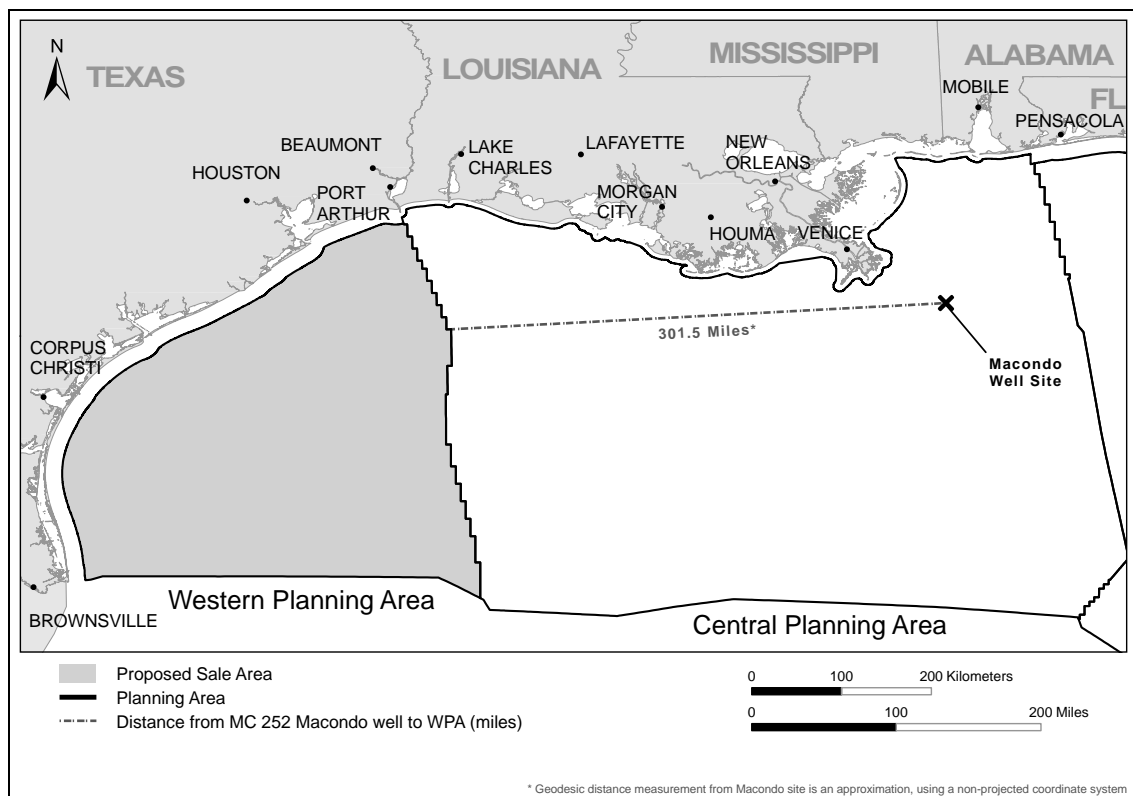 N
TEXAS
LOUISIANA
MISSISSIPPI
ALABAMA
FL
MOBILE
PENSACOLA
BEAUMONT
LAKE
CHARLES
LAFAYETTE
NEW
ORLEANS
HOUSTON
PORT
ARTHUR
MORGAN
CITY
HOUMA
VENICE
301.5 Miles*
CORPUS
CHRISTI
Macondo
Well Site
BROWNSVILLE
Western Planning Area
Central Planning Area
Proposed Sale Area
Planning Area
Distance from MC 252 Macondo well to WPA (miles)
0 100 200 Kilometers
0 100 200 Miles
* Geodesic distance measurement from Macondo site is an approximation, using a non-projected coordinate system